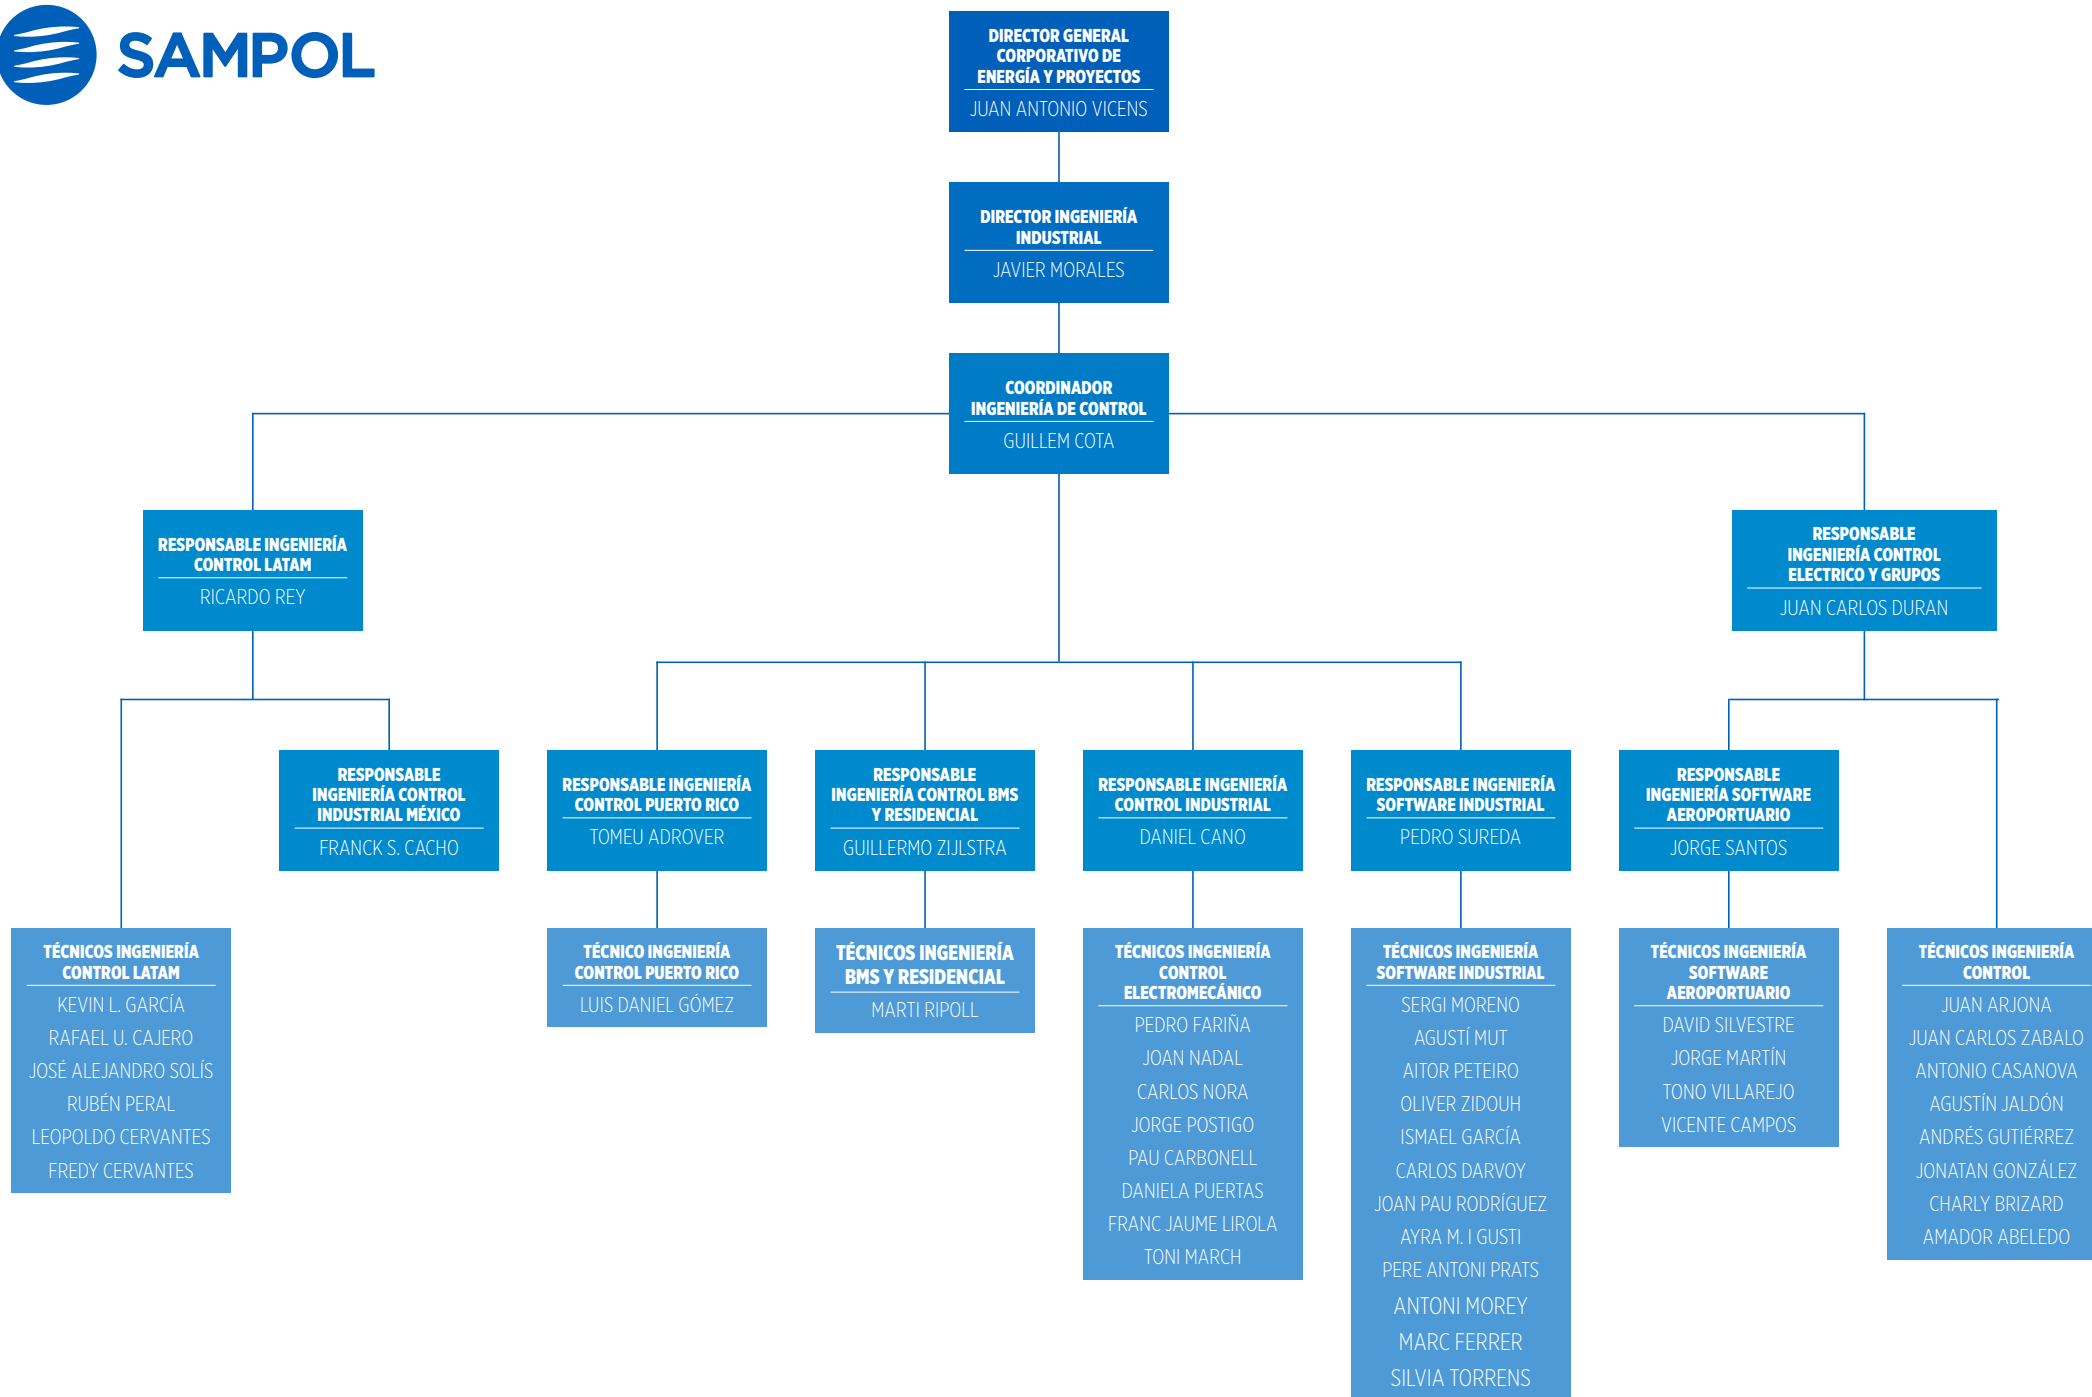 SAMPOL
DIRECTOR GENERAL
CORPORATIVO DE
ENERGÍA Y PROYECTOS
JUAN ANTONIO VICENS
DIRECTOR INGENIERÍA
INDUSTRIAL
JAVIER MORALES
COORDINADOR
INGENIERÍA DE CONTROL
GUILLEM COTA
RESPONSABLE INGENIERÍA
CONTROL LATAM
RICARDO REY
RESPONSABLE
INGENIERÍA CONTROL
ELECTRICO Y GRUPOS
JUAN CARLOS DURAN
RESPONSABLE
INGENIERÍA CONTROL
INDUSTRIAL MÉXICO
FRANCK S. CACHO
RESPONSABLE INGENIERÍA
CONTROL PUERTO RICO
TOMEU ADROVER
RESPONSABLE
INGENIERÍA CONTROL BMS
Y RESIDENCIAL
GUILLERMO ZIJLSTRA
RESPONSABLE INGENIERÍA
CONTROL INDUSTRIAL
DANIEL CANO
RESPONSABLE INGENIERÍA
SOFTWARE INDUSTRIAL
PEDRO SUREDA
RESPONSABLE
INGENIERÍA SOFTWARE
AEROPORTUARIO
JORGE SANTOS
TÉCNICOS INGENIERÍA
CONTROL LATAM
KEVIN L. GARCÍA
RAFAEL U. CAJERO
JOSÉ ALEJANDRO SOLÍS
RUBÉN PERAL
LEOPOLDO CERVANTES
FREDY CERVANTES
TÉCNICO INGENIERÍA
CONTROL PUERTO RICO
LUIS DANIEL GÓMEZ
TÉCNICOS INGENIERÍA
BMS Y RESIDENCIAL
MARTI RIPOLL
TÉCNICOS INGENIERÍA
CONTROL
ELECTROMECÁNICO
PEDRO FARIÑA
JOAN NADAL
CARLOS NORA
JORGE POSTIGO
PAU CARBONELL
DANIELA PUERTAS
FRANC JAUME LIROLA
TONI MARCH
TÉCNICOS INGENIERÍA
SOFTWARE INDUSTRIAL
SERGI MORENO
AGUSTÍ MUT
AITOR PETEIRO
OLIVER ZIDOUH
ISMAEL GARCÍA
CARLOS DARVOY
JOAN PAU RODRÍGUEZ
AYRA M. I GUSTI
PERE ANTONI PRATS
ANTONI MOREY
MARC FERRER
SILVIA TORRENS
TÉCNICOS INGENIERÍA
SOFTWARE
AEROPORTUARIO
DAVID SILVESTRE
JORGE MARTÍN
TONO VILLAREJO
VICENTE CAMPOS
TÉCNICOS INGENIERÍA
CONTROL
JUAN ARJONA
JUAN CARLOS ZABALO
ANTONIO CASANOVA
AGUSTÍN JALDÓN
ANDRÉS GUTIÉRREZ
JONATAN GONZÁLEZ
CHARLY BRIZARD
AMADOR ABELEDO